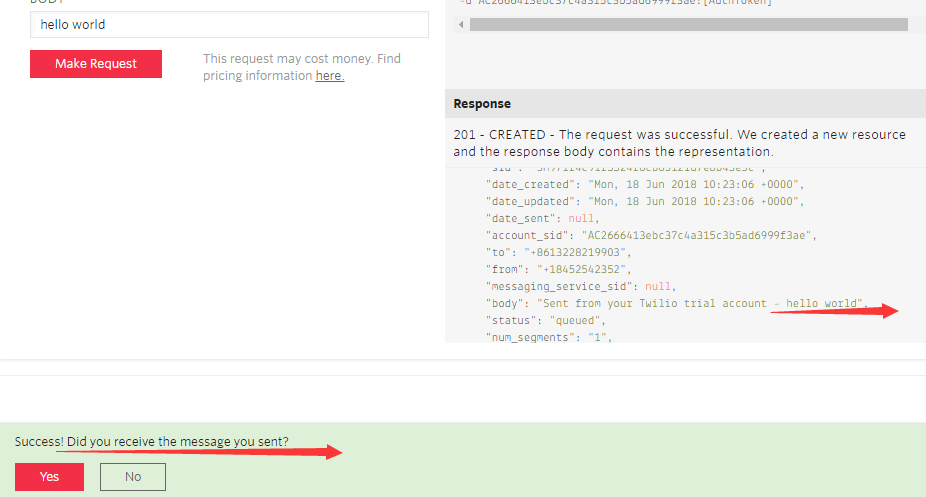 BODY
hello world
Make Request
This request may cost money. Find
pricing information here.
Response
201 - CREATED - The request was successful. We created a new resource
and the response body contains the representation.
"date_created": "Mon, 18 Jun 2018 10:23:06 +0000",
"date_updated": "Mon, 18 Jun 2018 10:23:06 +0000",
"date_sent": null,
"account_sid": "AC2666413ebc37c4a315c3b5ad6999f3ae",
"to": "+8613228219903",
"from": "+18452542352",
"messaging_service_sid": null,
"body": "Sent from your Twilio trial account - hello world",
"status": "queued",
"num_segments": "1",
Success! Did you receive the message you sent?
Yes
No